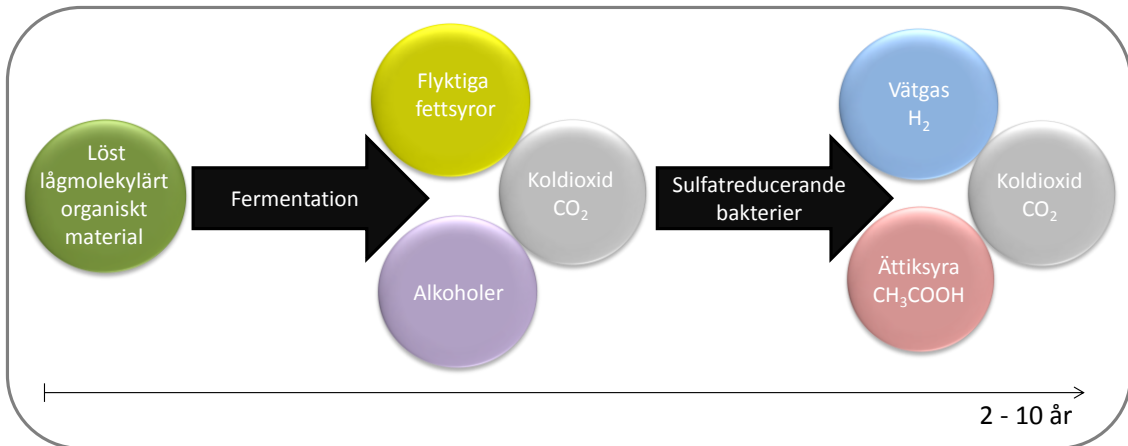 Löst
lågmolekylärt
organiskt
material
Fermentation
Flyktiga
fettsyror
Koldioxid
CO₂
Alkoholer
Sulfatreducerande
bakterier
Vätgas
H₂
Koldioxid
CO₂
Ättiksyra
CH₃COOH
2 - 10 år